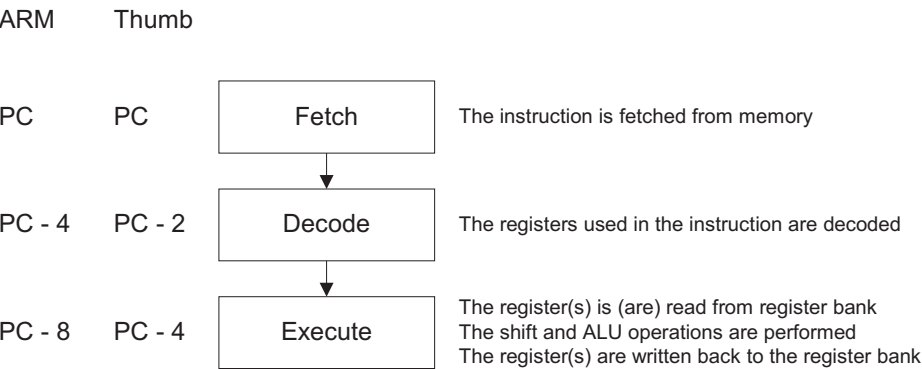 ARM Thumb
PC PC Fetch The instruction is fetched from memory
PC - 4 PC - 2 Decode The registers used in the instruction are decoded
The register(s) is (are) read from register bank
PC - 8 PC - 4 Execute The shift and ALU operations are performed
The register(s) are written back to the register bank